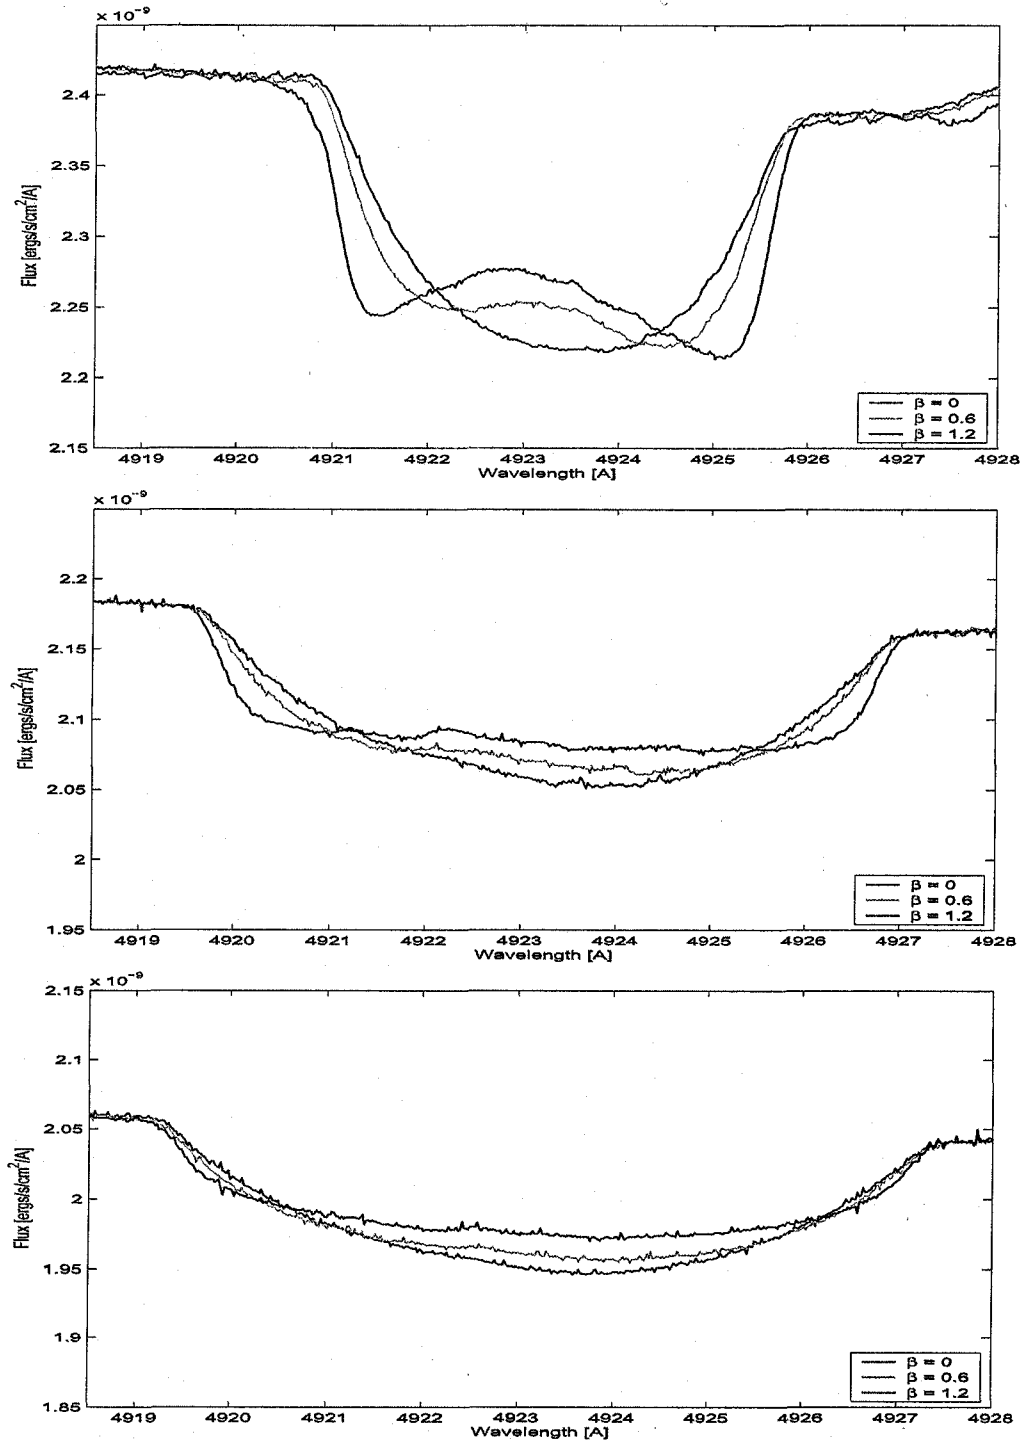 x 10⁻⁹
2.4
2.35
2.3
2.25
2.2
2.15
Flux [ergs/s/cm²/A]
β = 0
β = 0.6
β = 1.2
4919 4920 4921 4922 4923 4924 4925 4926 4927 4928
Wavelength [A]
x 10⁻⁹
2.2
2.15
2.1
2.05
2
1.95
Flux [ergs/s/cm²/A]
β = 0
β = 0.6
β = 1.2
4919 4920 4921 4922 4923 4924 4925 4926 4927 4928
Wavelength [A]
x 10⁻⁹
2.15
2.1
2.05
2
1.95
1.9
1.85
Flux [ergs/s/cm²/A]
β = 0
β = 0.6
β = 1.2
4919 4920 4921 4922 4923 4924 4925 4926 4927 4928
Wavelength [A]